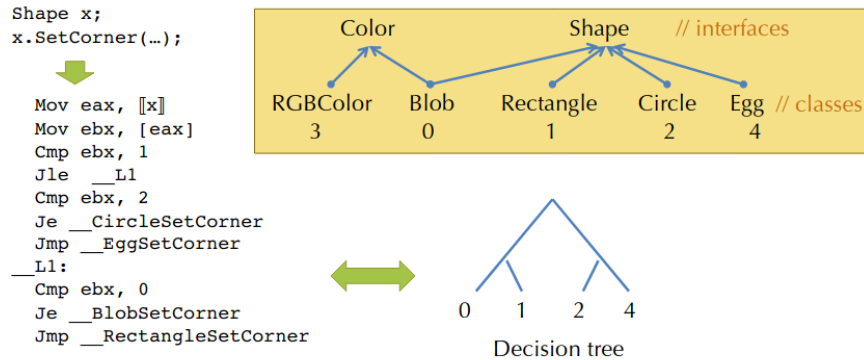 Shape x;
x.SetCorner(…);
Mov eax, ⟦x⟧
Mov ebx, [eax]
Cmp ebx, 1
Jle __L1
Cmp ebx, 2
Je __CircleSetCorner
Jmp __EggSetCorner
__L1:
Cmp ebx, 0
Je __BlobSetCorner
Jmp __RectangleSetCorner
Color Shape // interfaces
RGBColor Blob Rectangle Circle Egg // classes
3 0 1 2 4
0 1 2 4
Decision tree